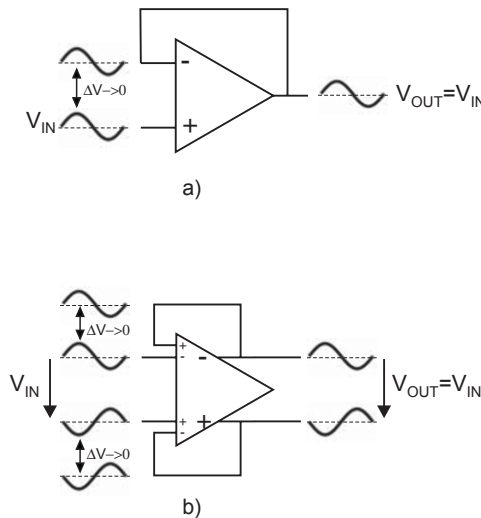 -
ΔV->0
V_IN
+
V_OUT=V_IN
a)
ΔV->0
+
-
-
V_IN
V_OUT=V_IN
+
-
+
ΔV->0
b)